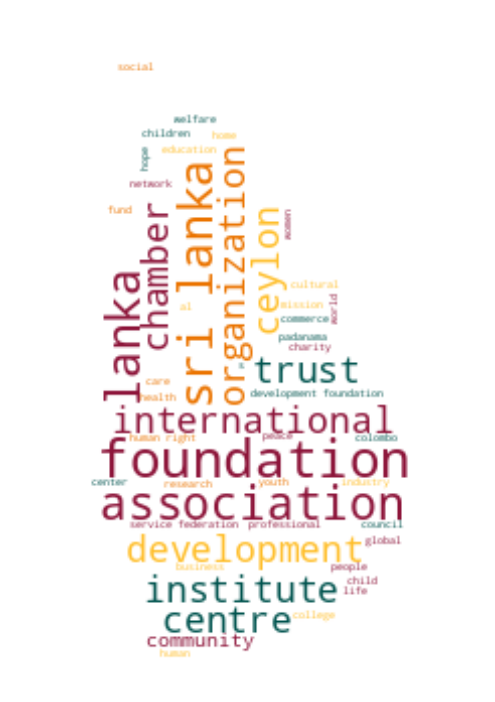 social
welfare
children
home
hope
education
network
fund
sri lanka
organization
chamber
ceylon
women
lanka
cultural
al
mission
world
commerce
padanama
charity
s
trust
care
health
development foundation
international
human right
peace
colombo
foundation
center
research
youth
industry
association
service federation
professional
council
development
global
business
people
institute
child
life
centre
college
community
human